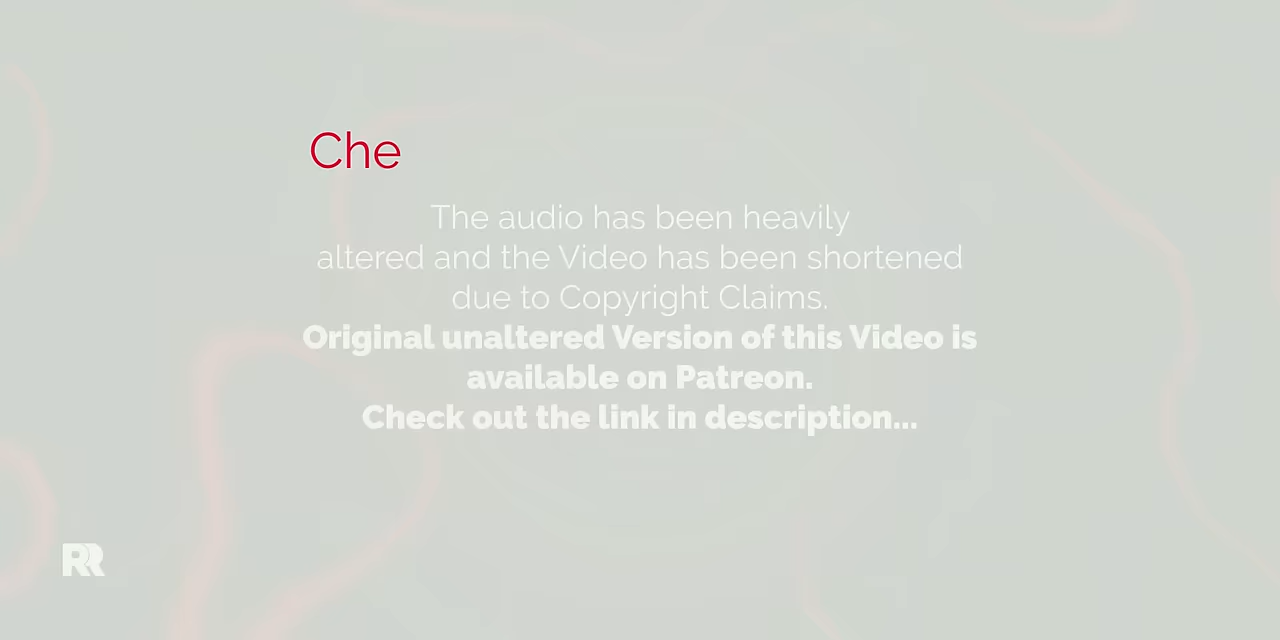 Che
The audio has been heavily
altered and the Video has been shortened
due to Copyright Claims.
Original unaltered Version of this Video is
available on Patreon.
Check out the link in description...
RR